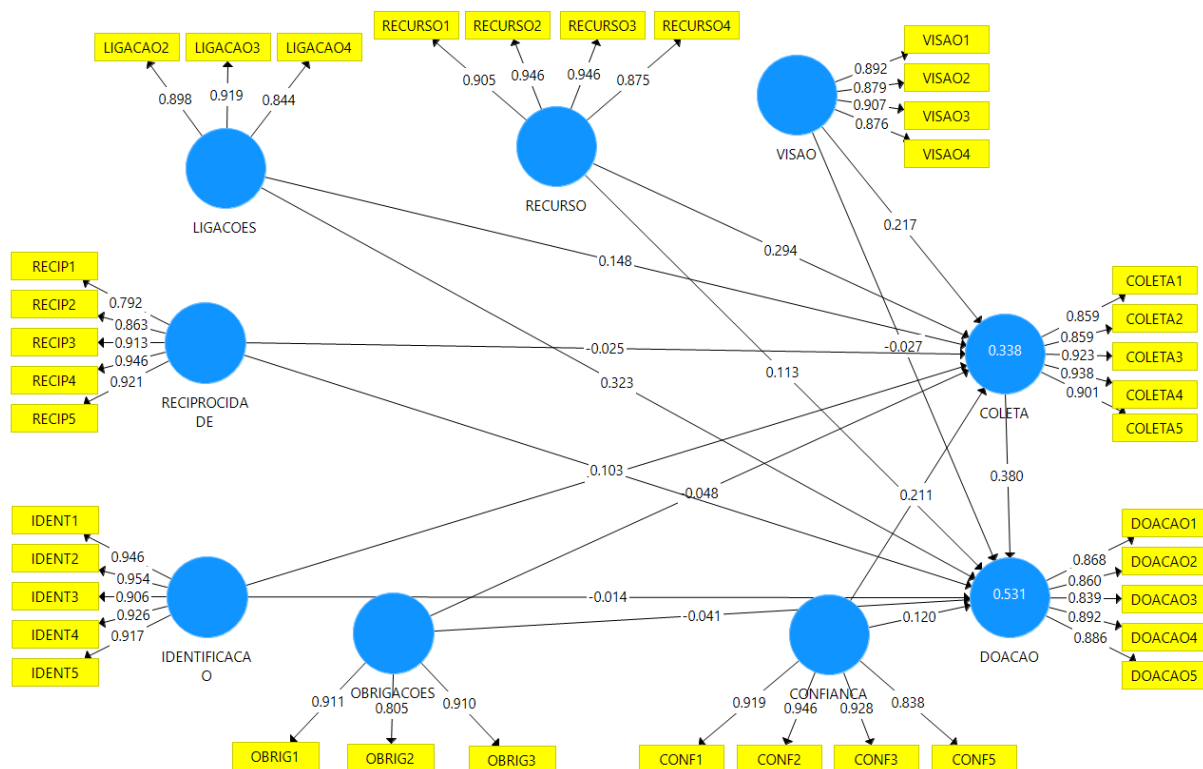 LIGACAO2
LIGACAO3
LIGACAO4
0.898
0.919
0.844
LIGACOES
RECURSO1
RECURSO2
RECURSO3
RECURSO4
0.905
0.946
0.946
0.875
RECURSO
VISAO1
VISAO2
VISAO3
VISAO4
0.892
0.879
0.907
0.876
VISAO
RECIP1
RECIP2
RECIP3
RECIP4
RECIP5
0.792
0.863
0.913
0.946
0.921
RECIPROCIDA
DE
0.217
0.294
0.148
-0.025
-0.027
0.113
0.323
0.103
-0.048
0.211
0.380
-0.014
-0.041
0.120
0.338
COLETA
COLETA1
COLETA2
COLETA3
COLETA4
COLETA5
0.859
0.859
0.923
0.938
0.901
IDENT1
IDENT2
IDENT3
IDENT4
IDENT5
0.946
0.954
0.906
0.926
0.917
IDENTIFICACA
O
OBRIGACOES
0.911
0.805
0.910
OBRIG1
OBRIG2
OBRIG3
CONFIANCA
0.919
0.946
0.928
0.838
CONF1
CONF2
CONF3
CONF5
0.531
DOACAO
DOACAO1
DOACAO2
DOACAO3
DOACAO4
DOACAO5
0.868
0.860
0.839
0.892
0.886